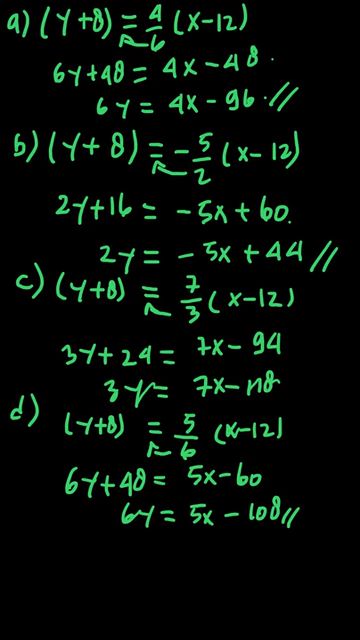 a) (y+8) = 4/6 (x-12)
6y+48 = 4x - 48.
6y = 4x - 96. //
b) (y+8) = - 5/2 (x-12)
2y+16 = - 5x + 60.
2y = - 5x + 44 //
c) (y+8) = 7/3 (x-12)
3y+24 = 7x - 94
3y = 7x - 118
d) (y+8) = 5/6 (x-12)
6y+48 = 5x-60
6y = 5x - 108 //